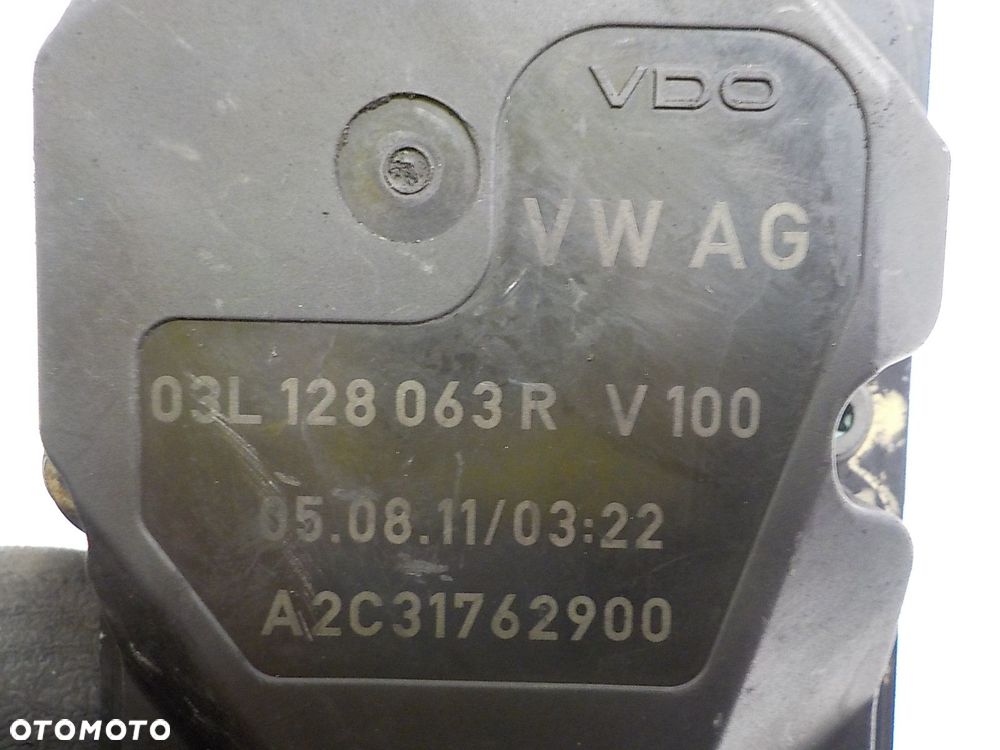 VDO
VW AG
03L 128 063 R V 100
05.08.11/03:22
A2C31762900
OTOMOTO